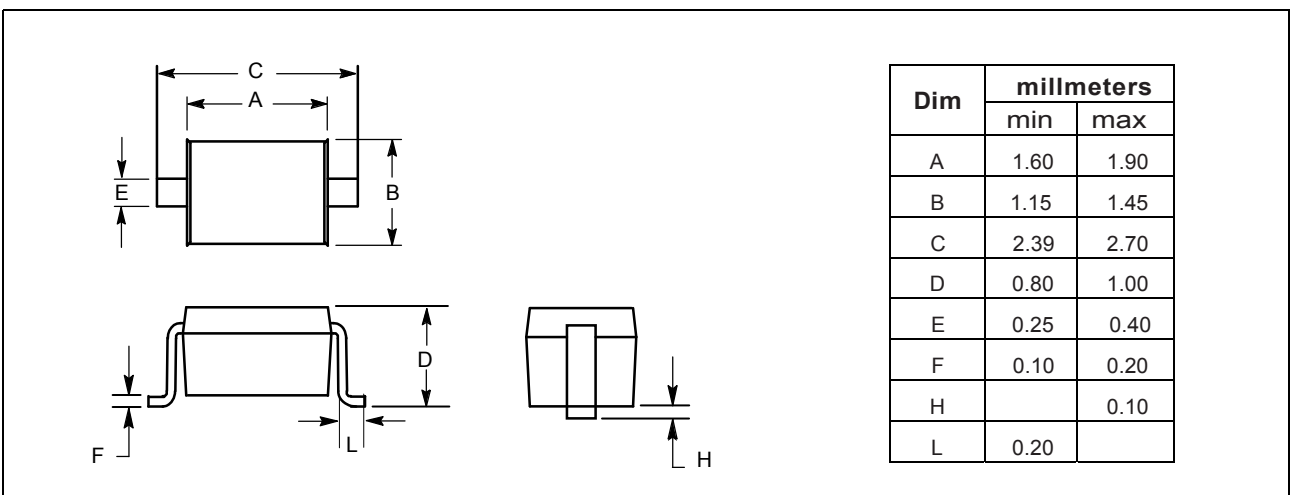 C
A
E
B
D
F
L
H
Dim millmeters
min max
A 1.60 1.90
B 1.15 1.45
C 2.39 2.70
D 0.80 1.00
E 0.25 0.40
F 0.10 0.20
H 0.10
L 0.20